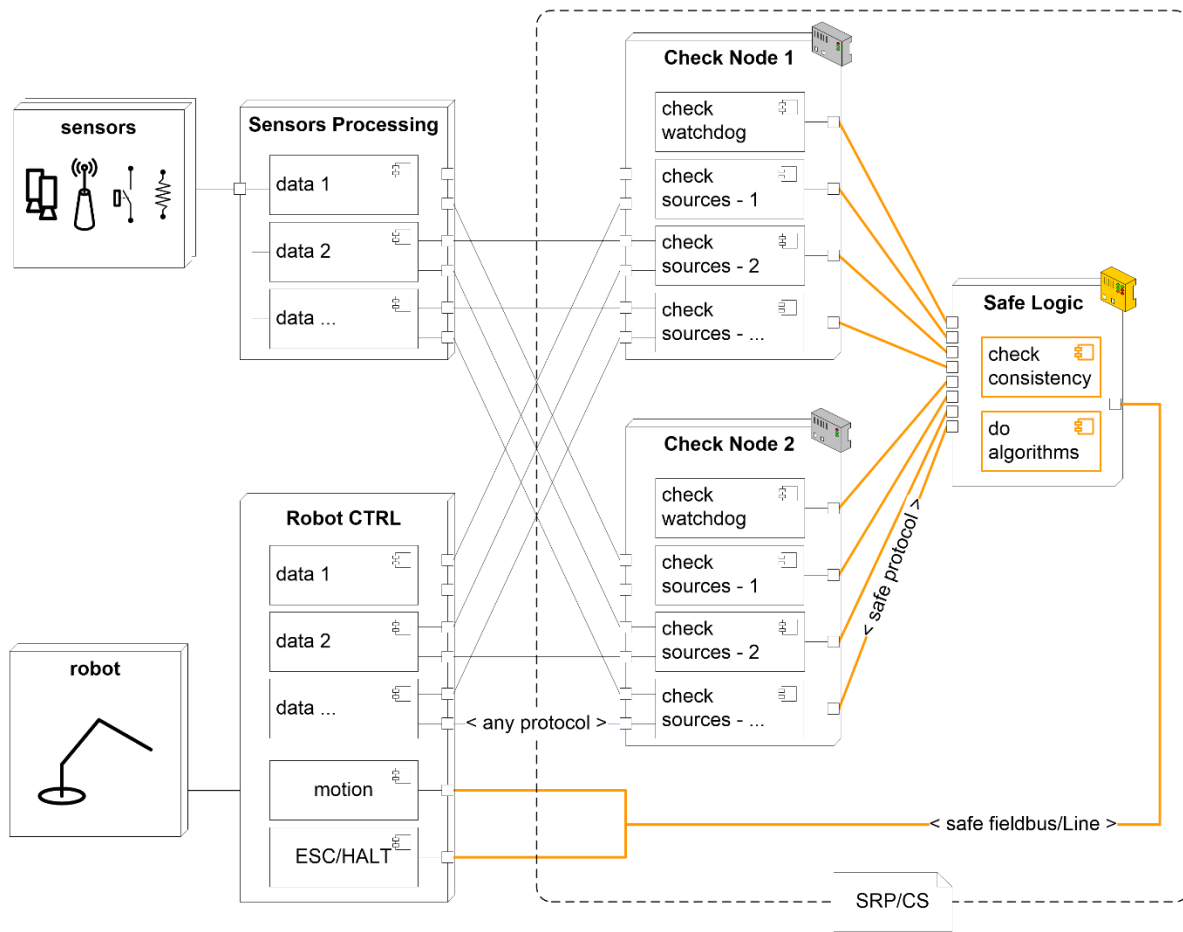 Check Node 1
check
watchdog
check
sources - 1
check
sources - 2
check
sources - ...
sensors
Sensors Processing
data 1
data 2
data ...
Safe Logic
check
consistency
do
algorithms
Check Node 2
check
watchdog
check
sources - 1
check
sources - 2
check
sources - ...
< safe protocol >
Robot CTRL
data 1
data 2
data ...
< any protocol >
robot
motion
ESC/HALT
< safe fieldbus/Line >
SRP/CS